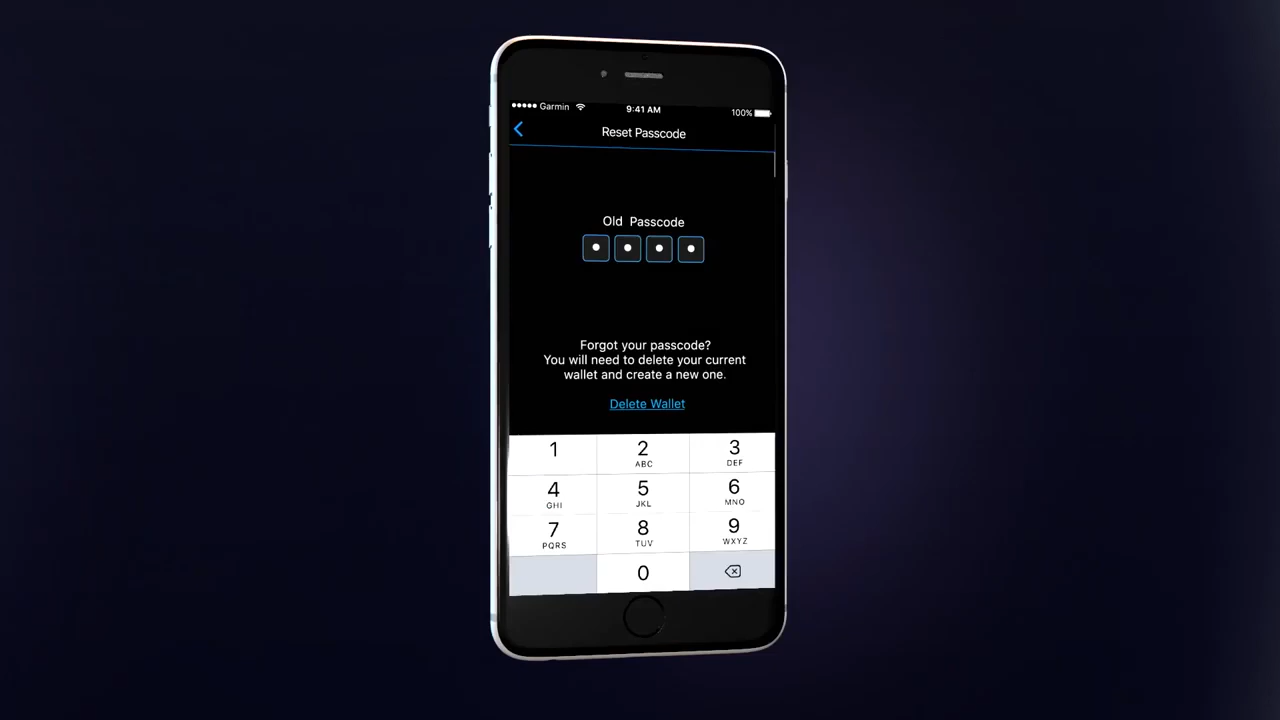 Garmin
9:41 AM
100%
Reset Passcode
Old Passcode
Forgot your passcode?
You will need to delete your current
wallet and create a new one.
Delete Wallet
1 2 3
ABC DEF
4 5 6
GHI JKL MNO
7 8 9
PQRS TUV WXYZ
0